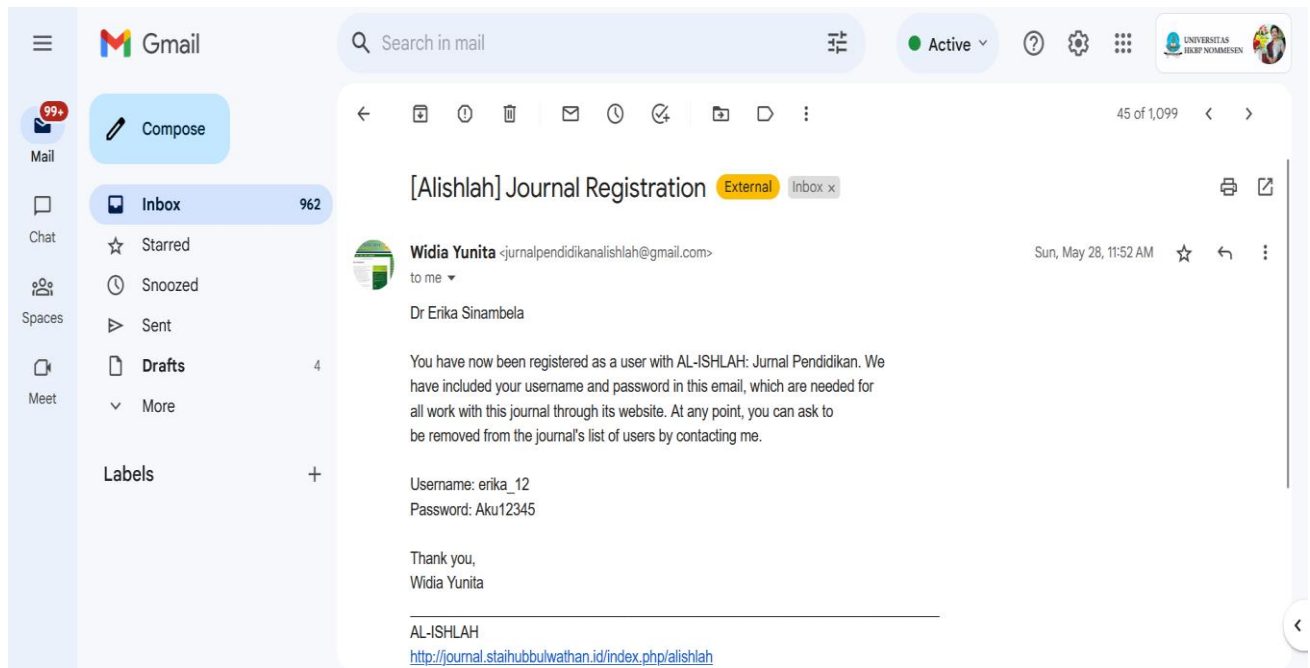 Gmail
Search in mail
Active
UNIVERSITAS
HKBP NOMMESEN
99+
Mail
Chat
Spaces
Meet
Compose
Inbox 962
Starred
Snoozed
Sent
Drafts 4
More
Labels +
45 of 1,099
[Alishlah] Journal Registration External Inbox x
Widia Yunita <jurnalpendidikanalishlah@gmail.com> Sun, May 28, 11:52 AM
to me
Dr Erika Sinambela
You have now been registered as a user with AL-ISHLAH: Jurnal Pendidikan. We
have included your username and password in this email, which are needed for
all work with this journal through its website. At any point, you can ask to
be removed from the journal's list of users by contacting me.
Username: erika_12
Password: Aku12345
Thank you,
Widia Yunita
AL-ISHLAH
http://journal.staihubbulwathan.id/index.php/alishlah